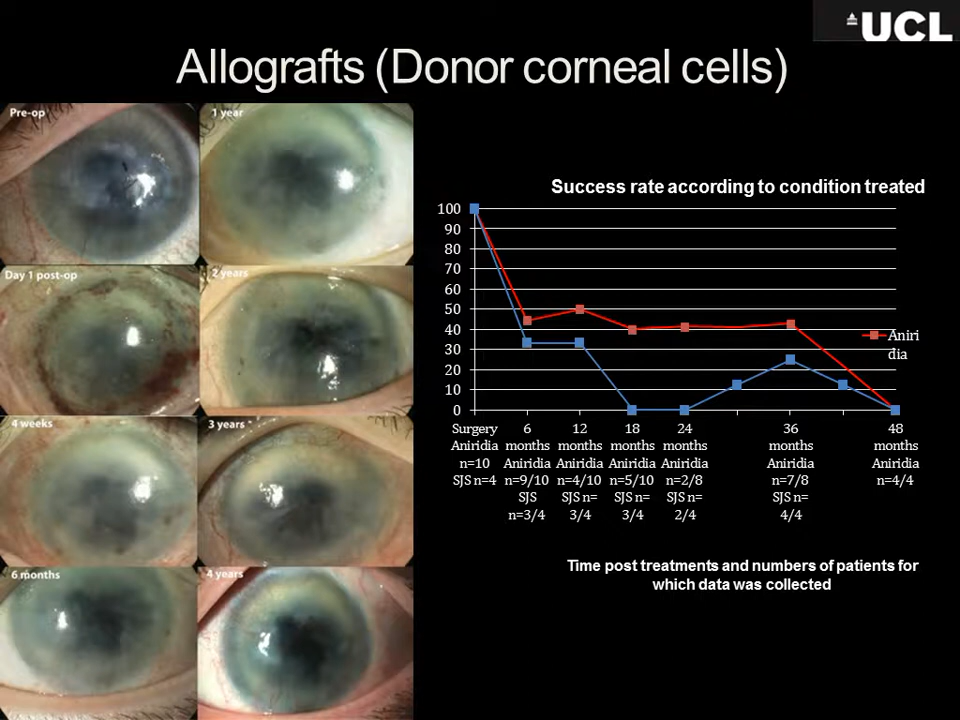 UCL
Allografts (Donor corneal cells)
Pre-op
1 year
Day 1 post-op
2 years
4 weeks
3 years
6 months
4 years
Success rate according to condition treated
100
90
80
70
60
50
40
30
20
10
0
Aniri
dia
Surgery
Aniridia
n=10
SJS n=4
6
months
Aniridia
n=9/10
SJS
n=3/4
12
months
Aniridia
n=4/10
SJS n=
3/4
18
months
Aniridia
n=5/10
SJS n=
3/4
24
months
Aniridia
n=2/8
SJS n=
2/4
36
months
Aniridia
n=7/8
SJS n=
4/4
48
months
Aniridia
n=4/4
Time post treatments and numbers of patients for
which data was collected